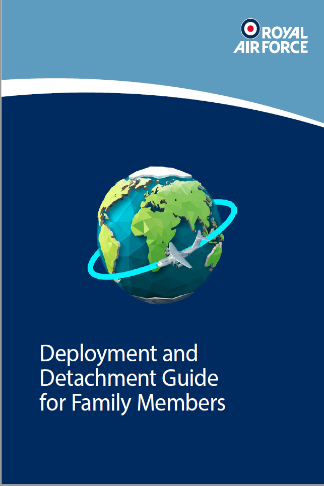 ROYAL
AIR FORCE
Deployment and
Detachment Guide
for Family Members